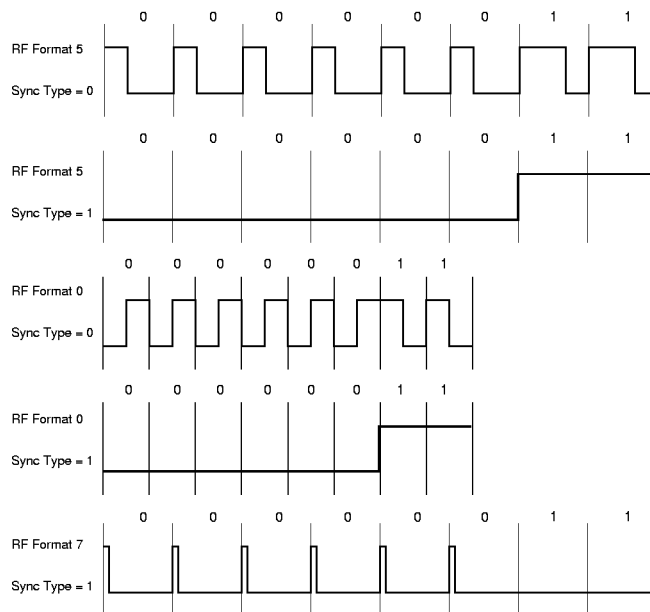 0 0 0 0 0 0 1 1
RF Format 5
Sync Type = 0
0 0 0 0 0 0 1 1
RF Format 5
Sync Type = 1
0 0 0 0 0 0 1 1
RF Format 0
Sync Type = 0
0 0 0 0 0 0 1 1
RF Format 0
Sync Type = 1
0 0 0 0 0 0 1 1
RF Format 7
Sync Type = 1